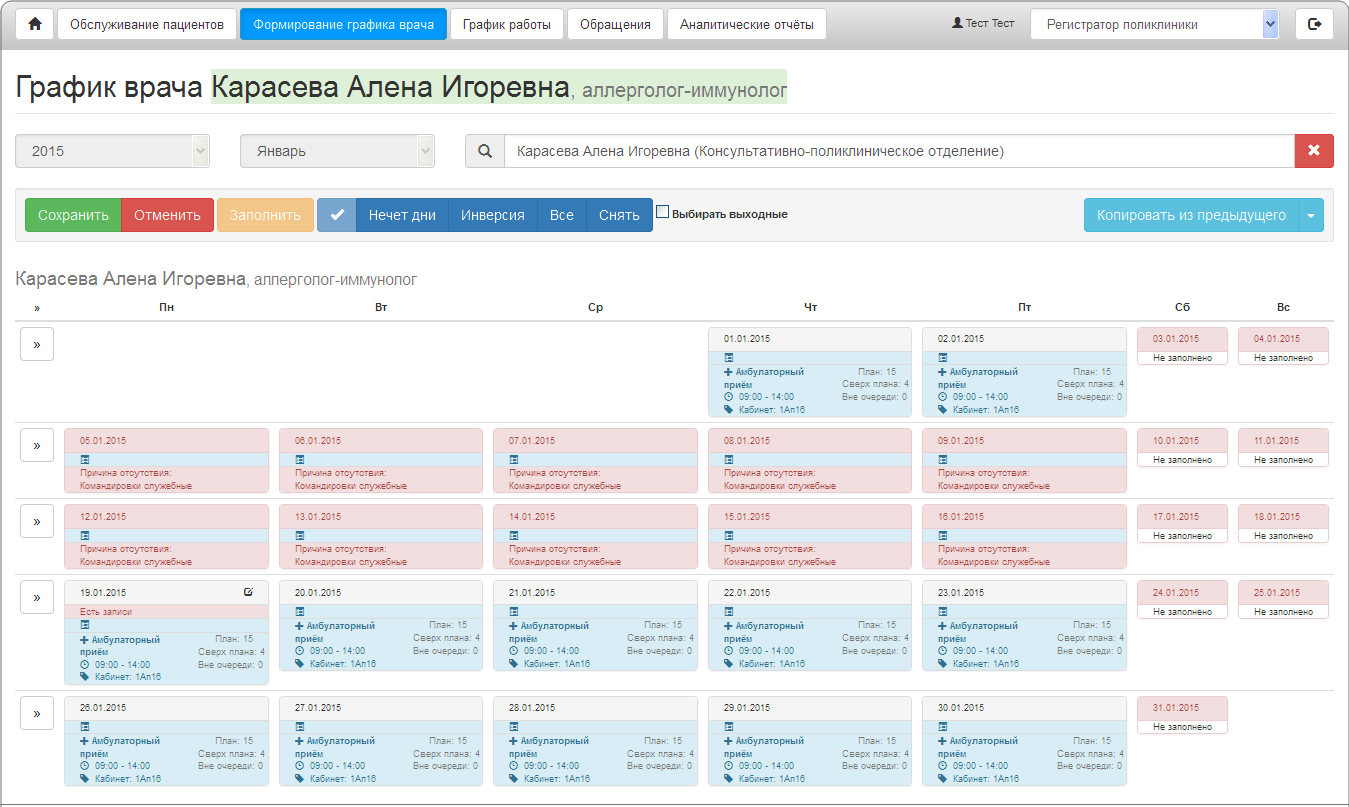 Обслуживание пациентов Формирование графика врача График работы Обращения Аналитические отчёты Тест Тест Регистратор поликлиники
График врача Карасева Алена Игоревна, аллерголог-иммунолог
2015 Январь Карасева Алена Игоревна (Консультативно-поликлиническое отделение)
Сохранить Отменить Заполнить Нечет дни Инверсия Все Снять Выбирать выходные Копировать из предыдущего
Карасева Алена Игоревна, аллерголог-иммунолог
» Пн Вт Ср Чт Пт Сб Вс
» 01.01.2015 02.01.2015 03.01.2015 04.01.2015
Не заполнено Не заполнено
Амбулаторный План: 15 Амбулаторный План: 15
приём Сверх плана: 4 приём Сверх плана: 4
09:00 - 14:00 Вне очереди: 0 09:00 - 14:00 Вне очереди: 0
Кабинет: 1Ап16 Кабинет: 1Ап16
» 05.01.2015 06.01.2015 07.01.2015 08.01.2015 09.01.2015 10.01.2015 11.01.2015
Не заполнено Не заполнено
Причина отсутствия: Причина отсутствия: Причина отсутствия: Причина отсутствия: Причина отсутствия:
Командировки служебные Командировки служебные Командировки служебные Командировки служебные Командировки служебные
» 12.01.2015 13.01.2015 14.01.2015 15.01.2015 16.01.2015 17.01.2015 18.01.2015
Не заполнено Не заполнено
Причина отсутствия: Причина отсутствия: Причина отсутствия: Причина отсутствия: Причина отсутствия:
Командировки служебные Командировки служебные Командировки служебные Командировки служебные Командировки служебные
» 19.01.2015 20.01.2015 21.01.2015 22.01.2015 23.01.2015 24.01.2015 25.01.2015
Есть записи Не заполнено Не заполнено
Амбулаторный План: 15 Амбулаторный План: 15 Амбулаторный План: 15 Амбулаторный План: 15 Амбулаторный План: 15
приём Сверх плана: 4 приём Сверх плана: 4 приём Сверх плана: 4 приём Сверх плана: 4 приём Сверх плана: 4
09:00 - 14:00 Вне очереди: 0 09:00 - 14:00 Вне очереди: 0 09:00 - 14:00 Вне очереди: 0 09:00 - 14:00 Вне очереди: 0 09:00 - 14:00 Вне очереди: 0
Кабинет: 1Ап16 Кабинет: 1Ап16 Кабинет: 1Ап16 Кабинет: 1Ап16 Кабинет: 1Ап16
» 26.01.2015 27.01.2015 28.01.2015 29.01.2015 30.01.2015 31.01.2015
Не заполнено
Амбулаторный План: 15 Амбулаторный План: 15 Амбулаторный План: 15 Амбулаторный План: 15 Амбулаторный План: 15
приём Сверх плана: 4 приём Сверх плана: 4 приём Сверх плана: 4 приём Сверх плана: 4 приём Сверх плана: 4
09:00 - 14:00 Вне очереди: 0 09:00 - 14:00 Вне очереди: 0 09:00 - 14:00 Вне очереди: 0 09:00 - 14:00 Вне очереди: 0 09:00 - 14:00 Вне очереди: 0
Кабинет: 1Ап16 Кабинет: 1Ап16 Кабинет: 1Ап16 Кабинет: 1Ап16 Кабинет: 1Ап16